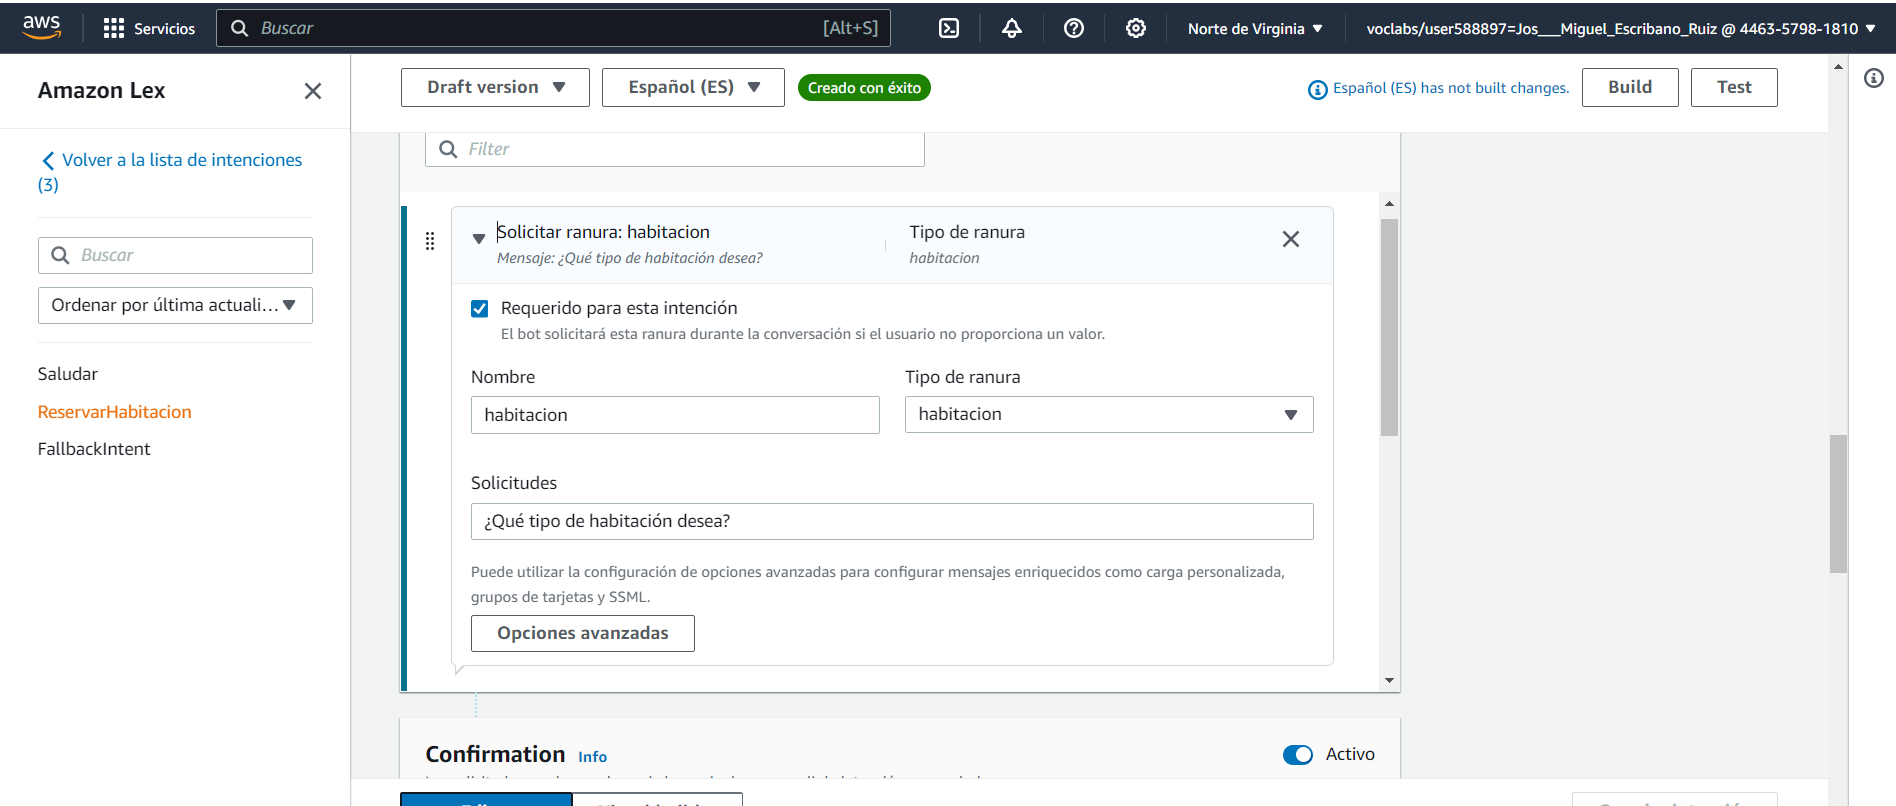 aws
Servicios
Buscar
[Alt+S]
Norte de Virginia
voclabs/user588897=Jos___Miguel_Escribano_Ruiz @ 4463-5798-1810
Amazon Lex
Volver a la lista de intenciones
(3)
Buscar
Ordenar por última actuali...
Saludar
ReservarHabitacion
FallbackIntent
Draft version
Español (ES)
Creado con éxito
Español (ES) has not built changes.
Build
Test
Filter
Solicitar ranura: habitacion
Mensaje: ¿Qué tipo de habitación desea?
Tipo de ranura
habitacion
Requerido para esta intención
El bot solicitará esta ranura durante la conversación si el usuario no proporciona un valor.
Nombre
habitacion
Tipo de ranura
habitacion
Solicitudes
¿Qué tipo de habitación desea?
Puede utilizar la configuración de opciones avanzadas para configurar mensajes enriquecidos como carga personalizada,
grupos de tarjetas y SSML.
Opciones avanzadas
Confirmation
Info
Activo